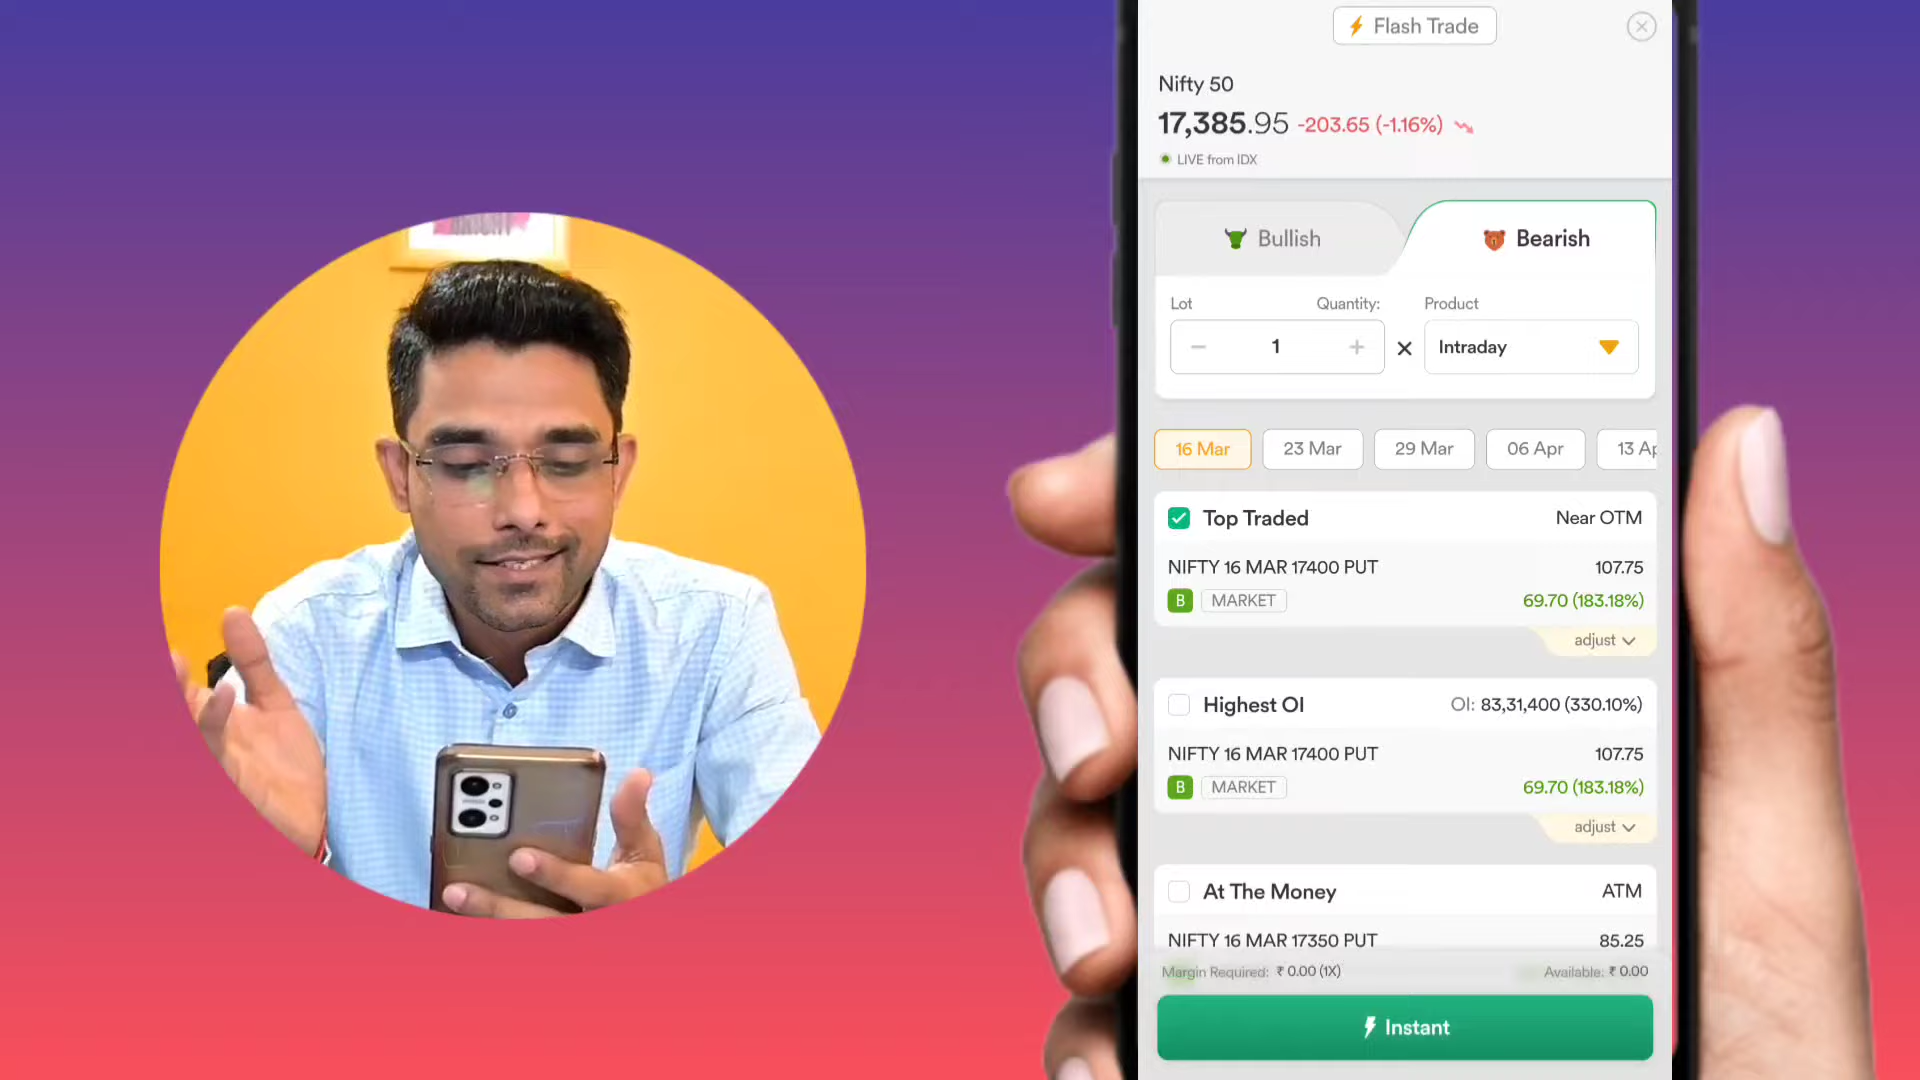 Flash Trade
Nifty 50
17,385.95 -203.65 (-1.16%)
LIVE from IDX
Bullish
Bearish
Lot Quantity: Product
− 1 + × Intraday
16 Mar 23 Mar 29 Mar 06 Apr 13 Ap
Top Traded Near OTM
NIFTY 16 MAR 17400 PUT 107.75
B MARKET 69.70 (183.18%)
adjust
Highest OI OI: 83,31,400 (330.10%)
NIFTY 16 MAR 17400 PUT 107.75
B MARKET 69.70 (183.18%)
adjust
At The Money ATM
NIFTY 16 MAR 17350 PUT 85.25
Margin Required: ₹ 0.00 (1X) Available: ₹ 0.00
Instant